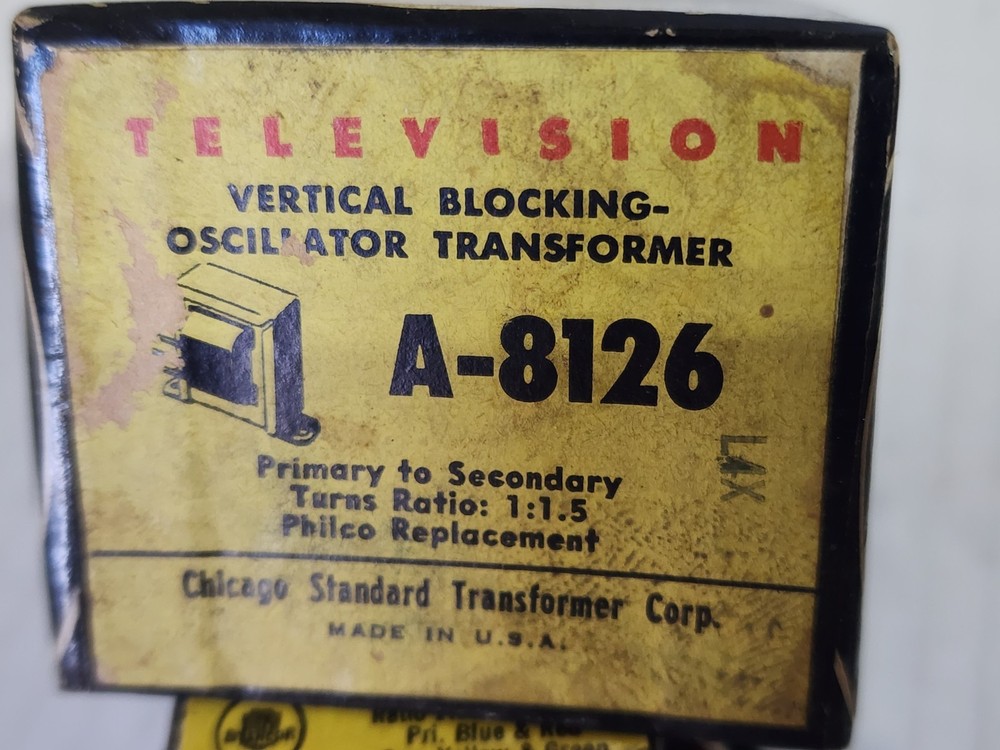 TELEVISION
VERTICAL BLOCKING-
OSCILLATOR TRANSFORMER
A-8126
L4X
Primary to Secondary
Turns Ratio: 1:1.5
Philco Replacement
Chicago Standard Transformer Corp.
MADE IN U.S.A.
Pri. Blue & Red
& Green